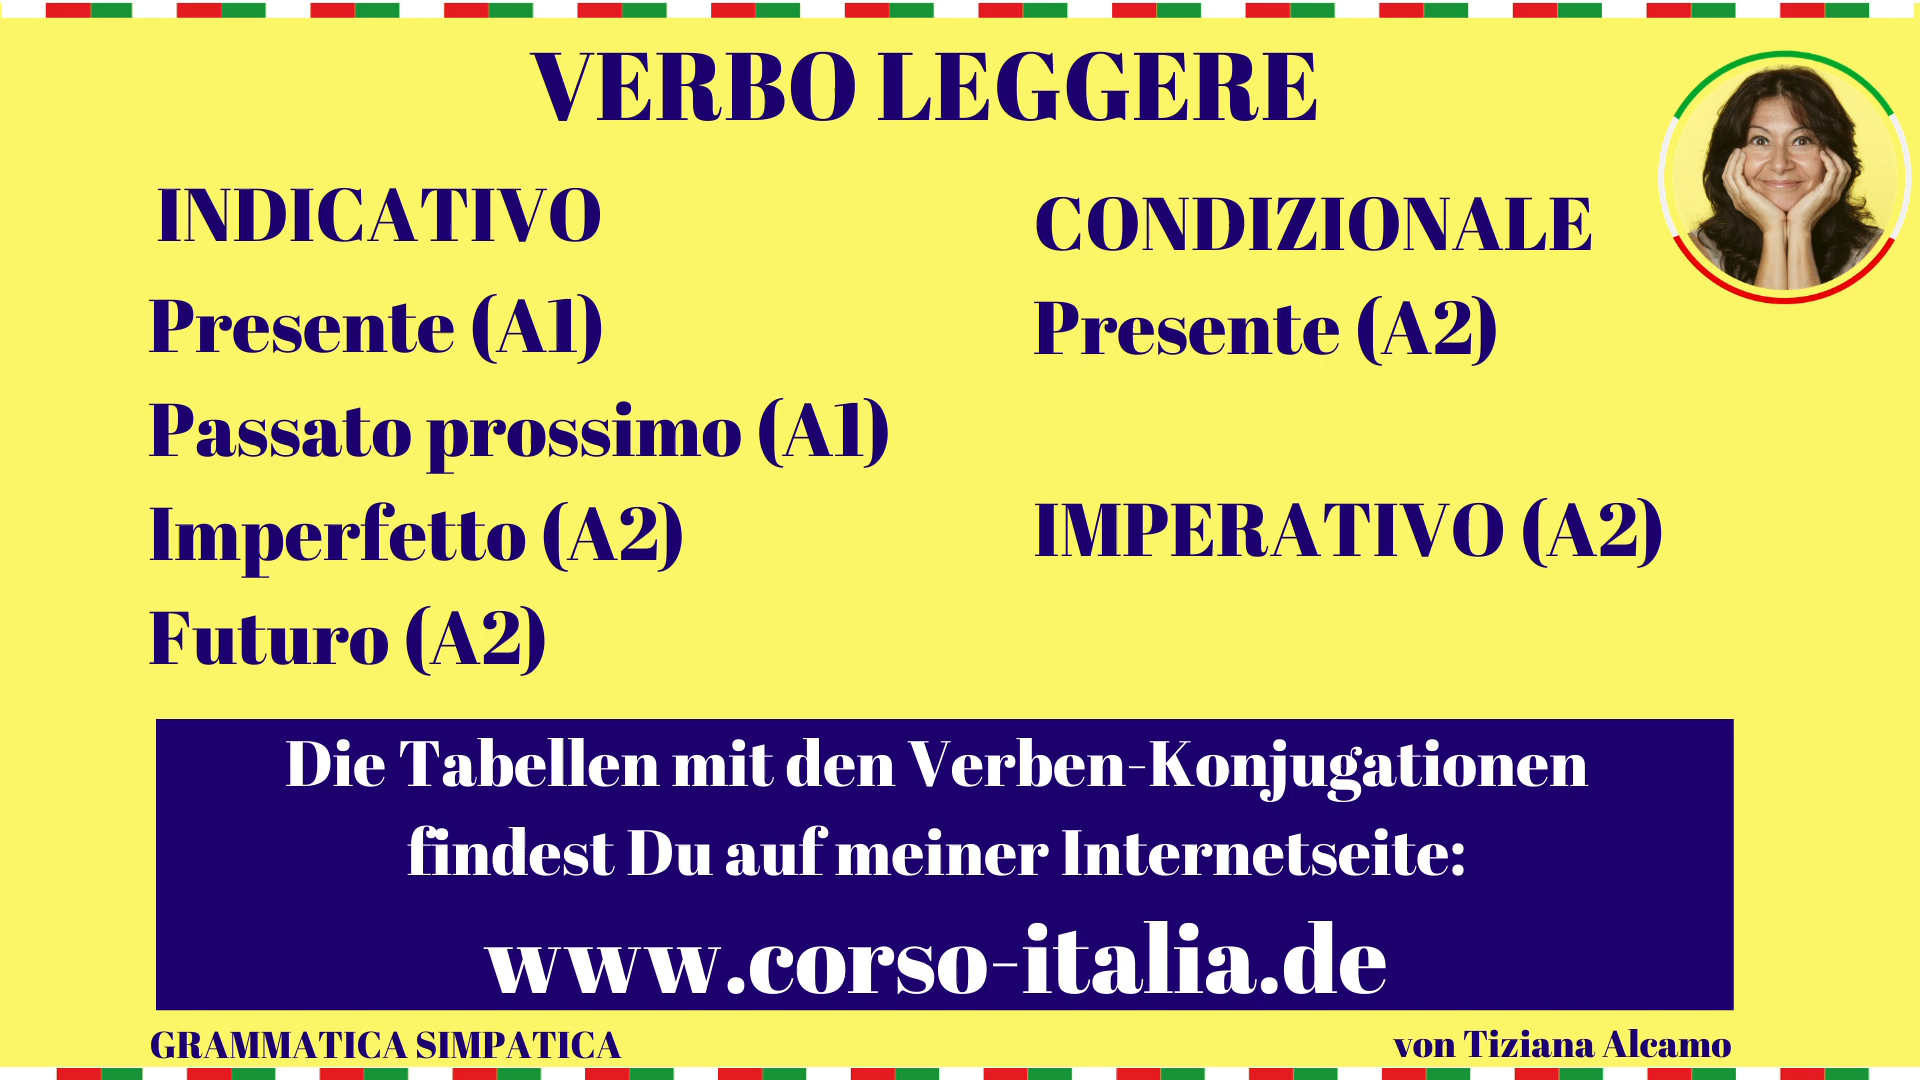 VERBO LEGGERE
INDICATIVO
Presente (A1)
Passato prossimo (A1)
Imperfetto (A2)
Futuro (A2)
CONDIZIONALE
Presente (A2)
IMPERATIVO (A2)
Die Tabellen mit den Verben-Konjugationen
findest Du auf meiner Internetseite:
www.corso-italia.de
GRAMMATICA SIMPATICA
von Tiziana Alcamo